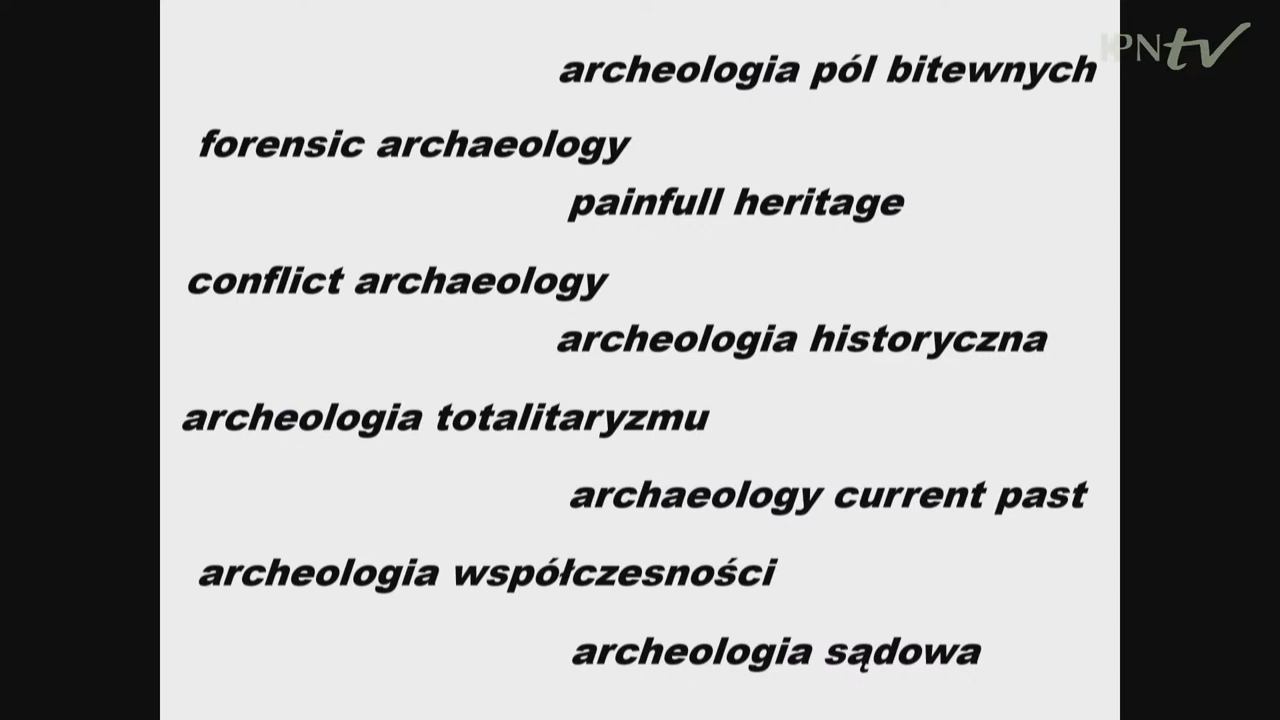 IPNtv
archeologia pól bitewnych
forensic archaeology
painfull heritage
conflict archaeology
archeologia historyczna
archeologia totalitaryzmu
archaeology current past
archeologia współczesności
archeologia sądowa